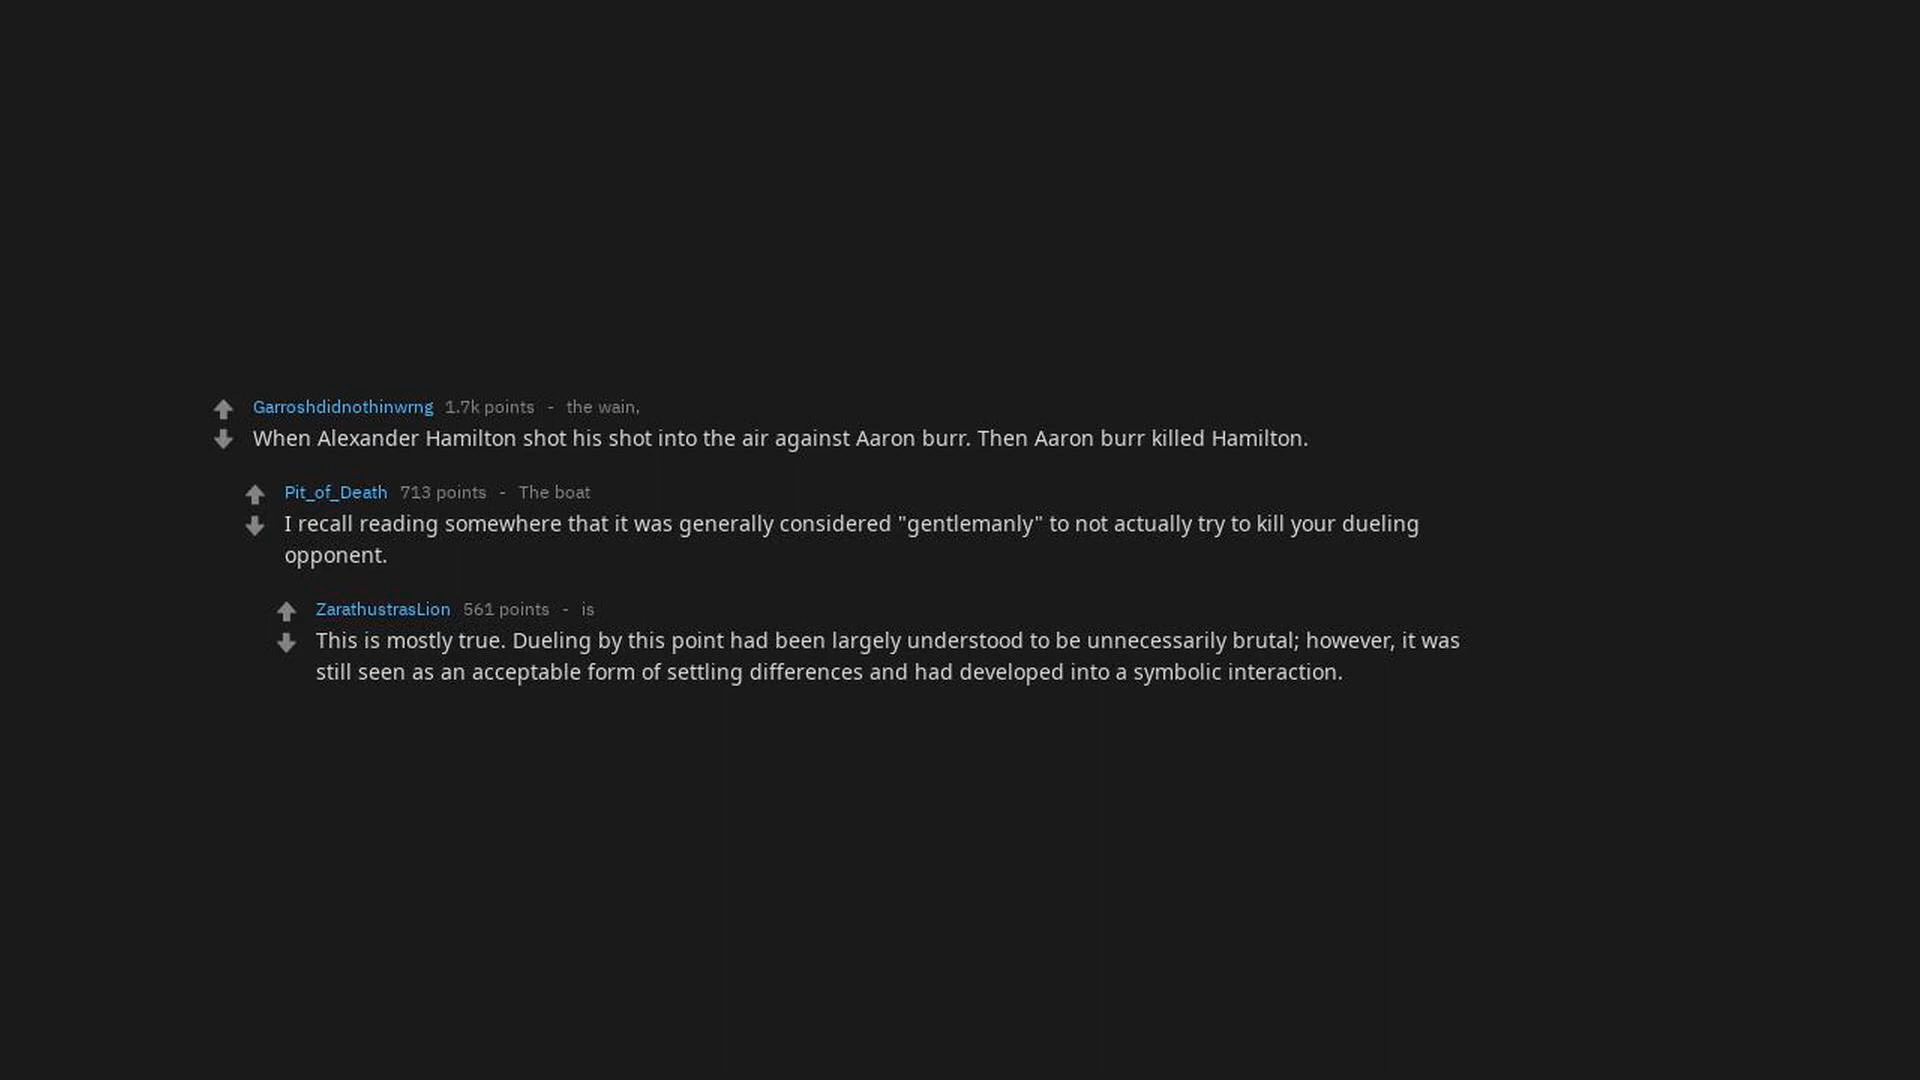 Garroshdidnothinwrng 1.7k points - the wain,
When Alexander Hamilton shot his shot into the air against Aaron burr. Then Aaron burr killed Hamilton.
Pit_of_Death 713 points - The boat
I recall reading somewhere that it was generally considered "gentlemanly" to not actually try to kill your dueling
opponent.
ZarathustrasLion 561 points - is
This is mostly true. Dueling by this point had been largely understood to be unnecessarily brutal; however, it was
still seen as an acceptable form of settling differences and had developed into a symbolic interaction.